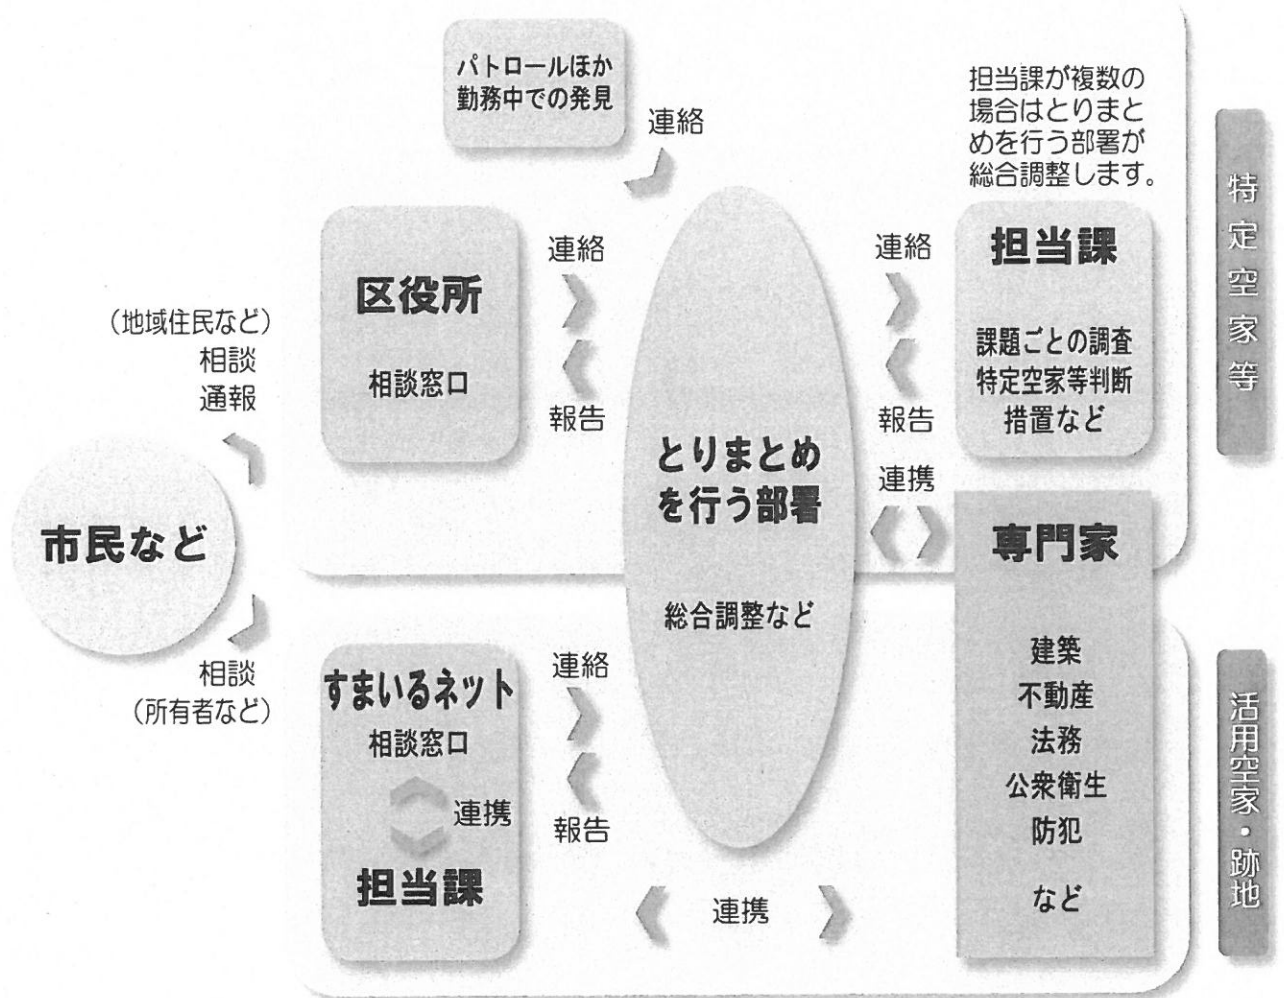 パトロールほか
勤務中での発見
連絡
担当課が複数の
場合はとりまと
めを行う部署が
総合調整します。
特定空家等
区役所
相談窓口
連絡
報告
連絡
報告
担当課
課題ごとの調査
特定空家等判断
措置など
(地域住民など)
相談
通報
市民など
相談
(所有者など)
とりまとめ
を行う部署
総合調整など
連携
専門家
建築
不動産
法務
公衆衛生
防犯
など
すまいるネット
相談窓口
連携
担当課
連絡
報告
連携
活用空家・跡地